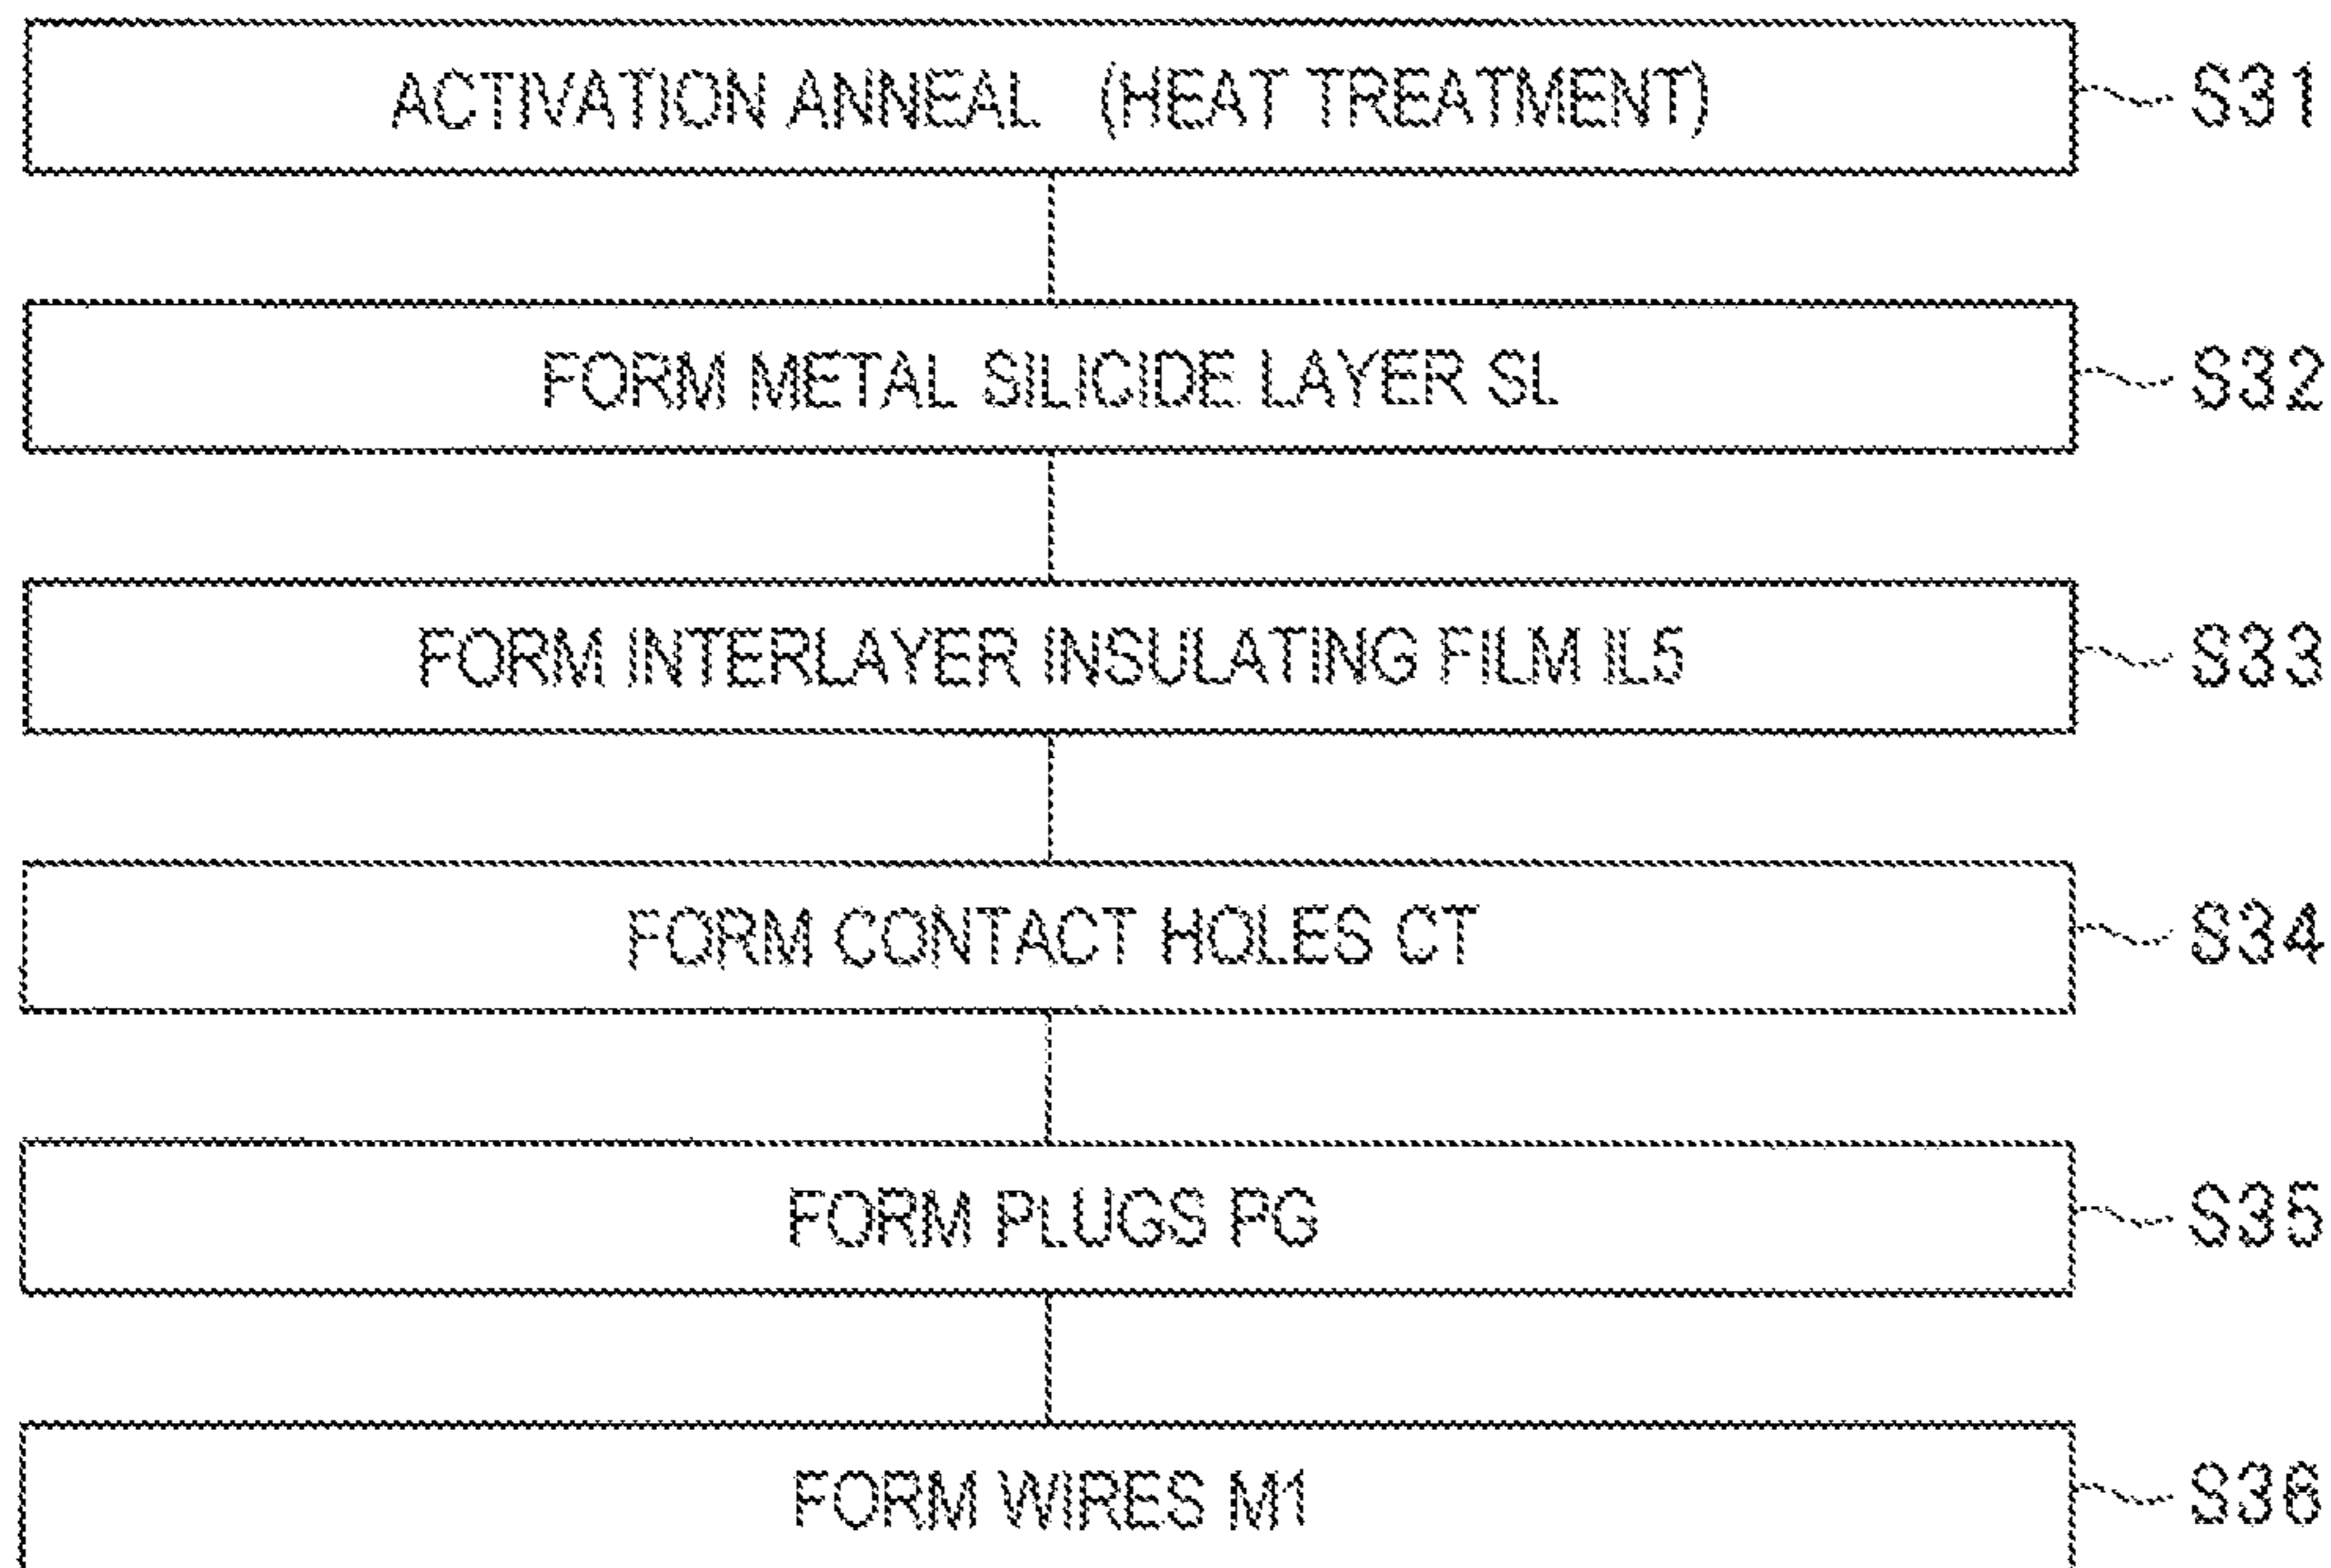 ACTIVATION ANNEAL (HEAT TREATMENT) S31
FORM METAL SILICIDE LAYER SL S32
FORM INTERLAYER INSULATING FILM IL5 S33
FORM CONTACT HOLES CT S34
FORM PLUGS PG S35
FORM WIRES M1 S36